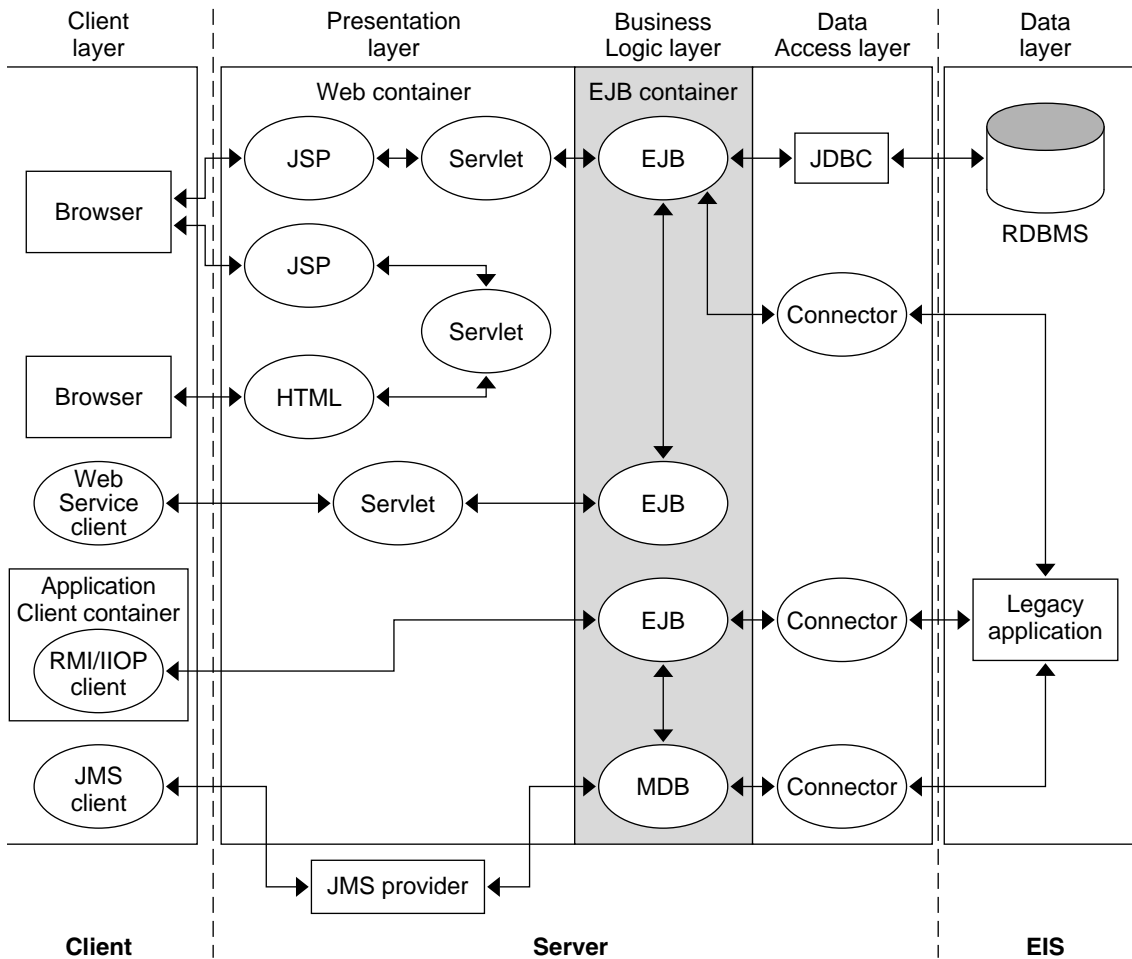 Client
layer
Presentation
layer
Business
Logic layer
Data
Access layer
Data
layer
Web container
EJB container
JSP
Servlet
EJB
JDBC
RDBMS
Browser
JSP
Servlet
Connector
Browser
HTML
Web
Service
client
Servlet
EJB
Application
Client container
RMI/IIOP
client
EJB
Connector
Legacy
application
JMS
client
MDB
Connector
JMS provider
Client
Server
EIS